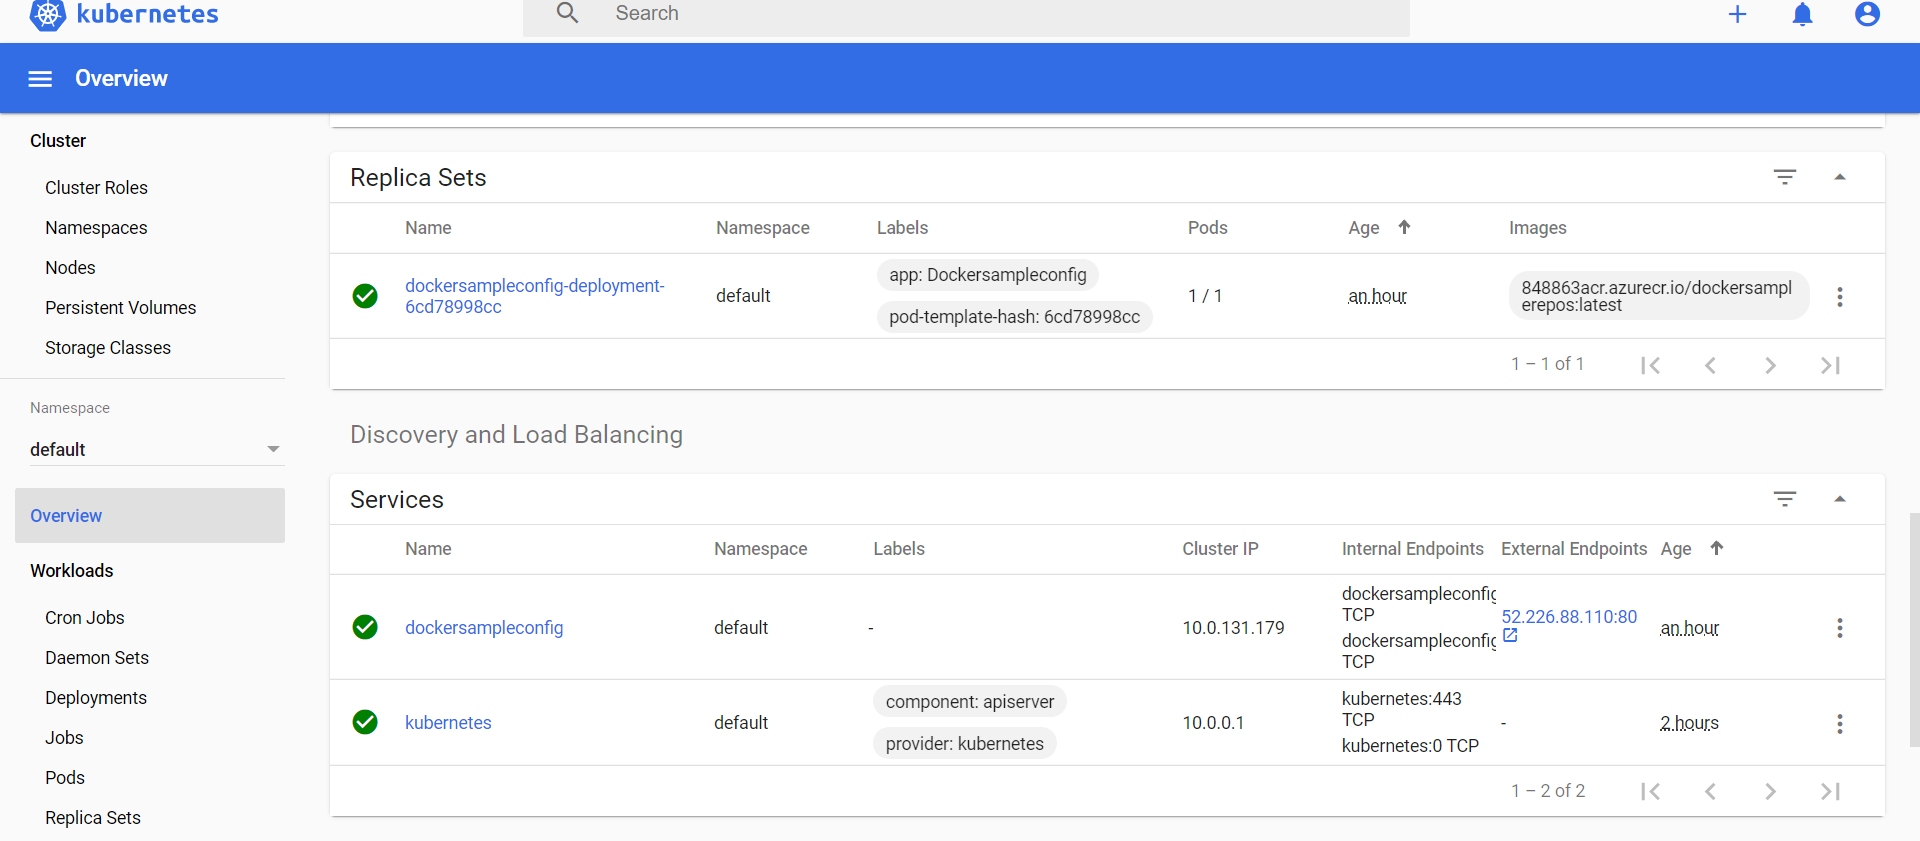 kubernetes
Search
Overview
Cluster
Cluster Roles
Namespaces
Nodes
Persistent Volumes
Storage Classes
Namespace
default
Overview
Workloads
Cron Jobs
Daemon Sets
Deployments
Jobs
Pods
Replica Sets
Replica Sets
Name Namespace Labels Pods Age Images
dockersampleconfig-deployment-
6cd78998cc
default
app: Dockersampleconfig
pod-template-hash: 6cd78998cc
1 / 1
an hour
848863acr.azurecr.io/dockersampl
erepos:latest
1 – 1 of 1
Discovery and Load Balancing
Services
Name Namespace Labels Cluster IP Internal Endpoints External Endpoints Age
dockersampleconfig
default
-
10.0.131.179
dockersampleconfig
TCP
dockersampleconfig
TCP
52.226.88.110:80
an hour
kubernetes
default
component: apiserver
provider: kubernetes
10.0.0.1
kubernetes:443
TCP
kubernetes:0 TCP
-
2 hours
1 – 2 of 2